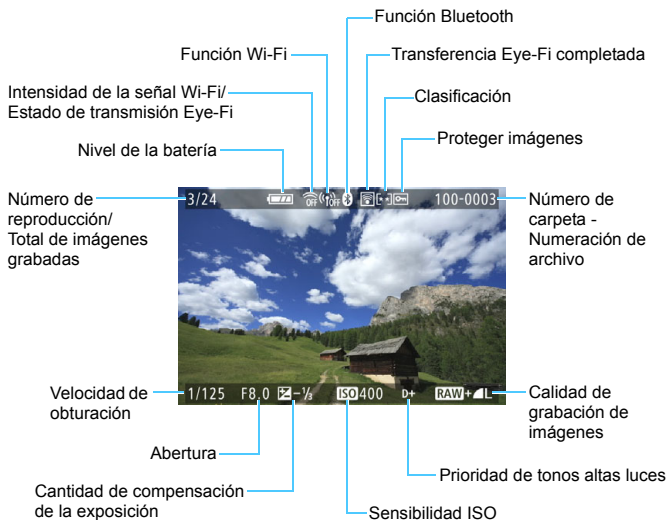 Función Bluetooth
Función Wi-Fi
Transferencia Eye-Fi completada
Intensidad de la señal Wi-Fi/
Estado de transmisión Eye-Fi
Clasificación
Proteger imágenes
Nivel de la batería
Número de
reproducción/
Total de imágenes
grabadas
3/24 OFF OFF 100-0003
Número de
carpeta -
Numeración de
archivo
Velocidad de
obturación
1/125 F8.0 -1/3 ISO 400 D+ RAW+L
Calidad de
grabación de
imágenes
Abertura
Prioridad de tonos altas luces
Cantidad de compensación
de la exposición
Sensibilidad ISO